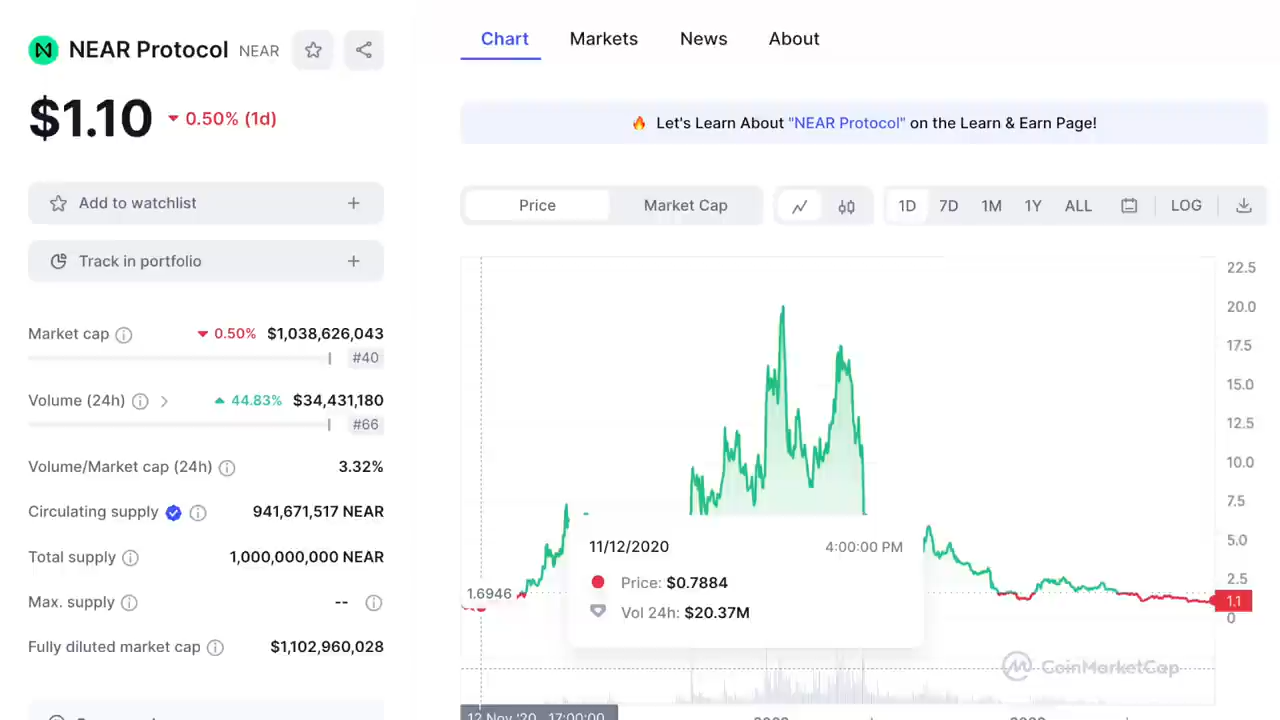 NEAR Protocol NEAR
$1.10 0.50% (1d)
Add to watchlist
Track in portfolio
Market cap 0.50% $1,038,626,043
#40
Volume (24h) 44.83% $34,431,180
#66
Volume/Market cap (24h) 3.32%
Circulating supply 941,671,517 NEAR
Total supply 1,000,000,000 NEAR
Max. supply --
Fully diluted market cap $1,102,960,028
Chart Markets News About
Let's Learn About "NEAR Protocol" on the Learn & Earn Page!
Price Market Cap 1D 7D 1M 1Y ALL LOG
22.5
20.0
17.5
15.0
12.5
10.0
7.5
5.0
2.5
1.1
0
1.6946
11/12/2020 4:00:00 PM
Price: $0.7884
Vol 24h: $20.37M
CoinMarketCap
12 Nov '20 17:00:00